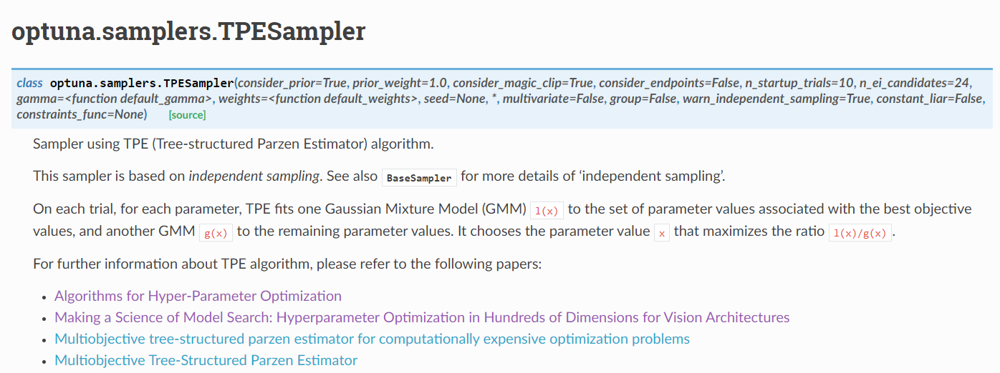 optuna.samplers.TPESampler
class optuna.samplers.TPESampler(consider_prior=True, prior_weight=1.0, consider_magic_clip=True, consider_endpoints=False, n_startup_trials=10, n_ei_candidates=24,
gamma=<function default_gamma>, weights=<function default_weights>, seed=None, *, multivariate=False, group=False, warn_independent_sampling=True, constant_liar=False,
constraints_func=None) [source]
Sampler using TPE (Tree-structured Parzen Estimator) algorithm.
This sampler is based on independent sampling. See also BaseSampler for more details of ‘independent sampling’.
On each trial, for each parameter, TPE fits one Gaussian Mixture Model (GMM) l(x) to the set of parameter values associated with the best objective
values, and another GMM g(x) to the remaining parameter values. It chooses the parameter value x that maximizes the ratio l(x)/g(x).
For further information about TPE algorithm, please refer to the following papers:
• Algorithms for Hyper-Parameter Optimization
• Making a Science of Model Search: Hyperparameter Optimization in Hundreds of Dimensions for Vision Architectures
• Multiobjective tree-structured parzen estimator for computationally expensive optimization problems
• Multiobjective Tree-Structured Parzen Estimator